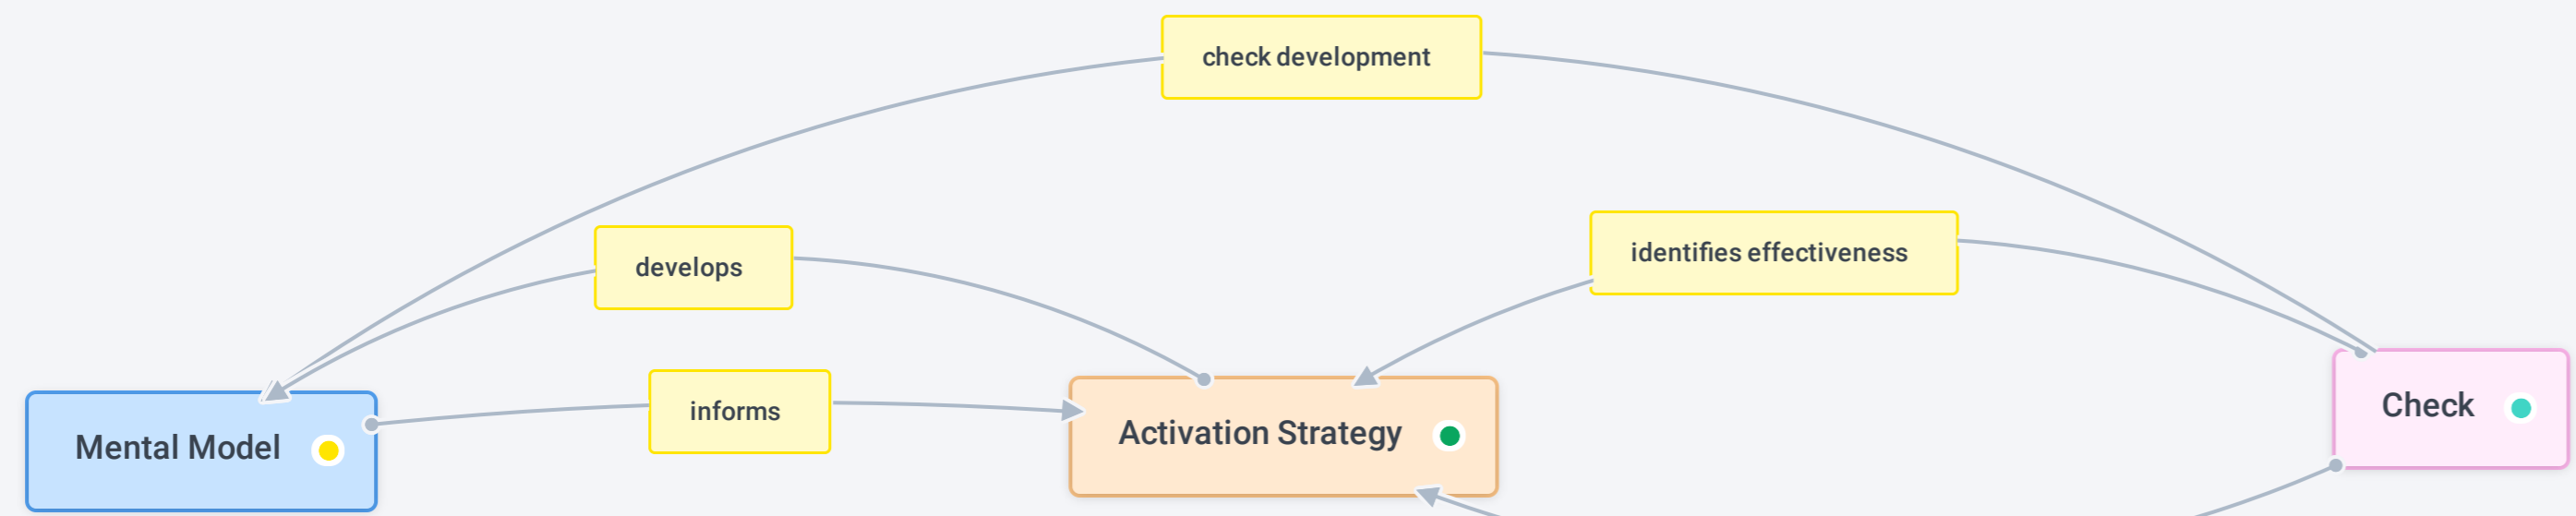 check development
identifies effectiveness
develops
informs
Mental Model
Activation Strategy
Check